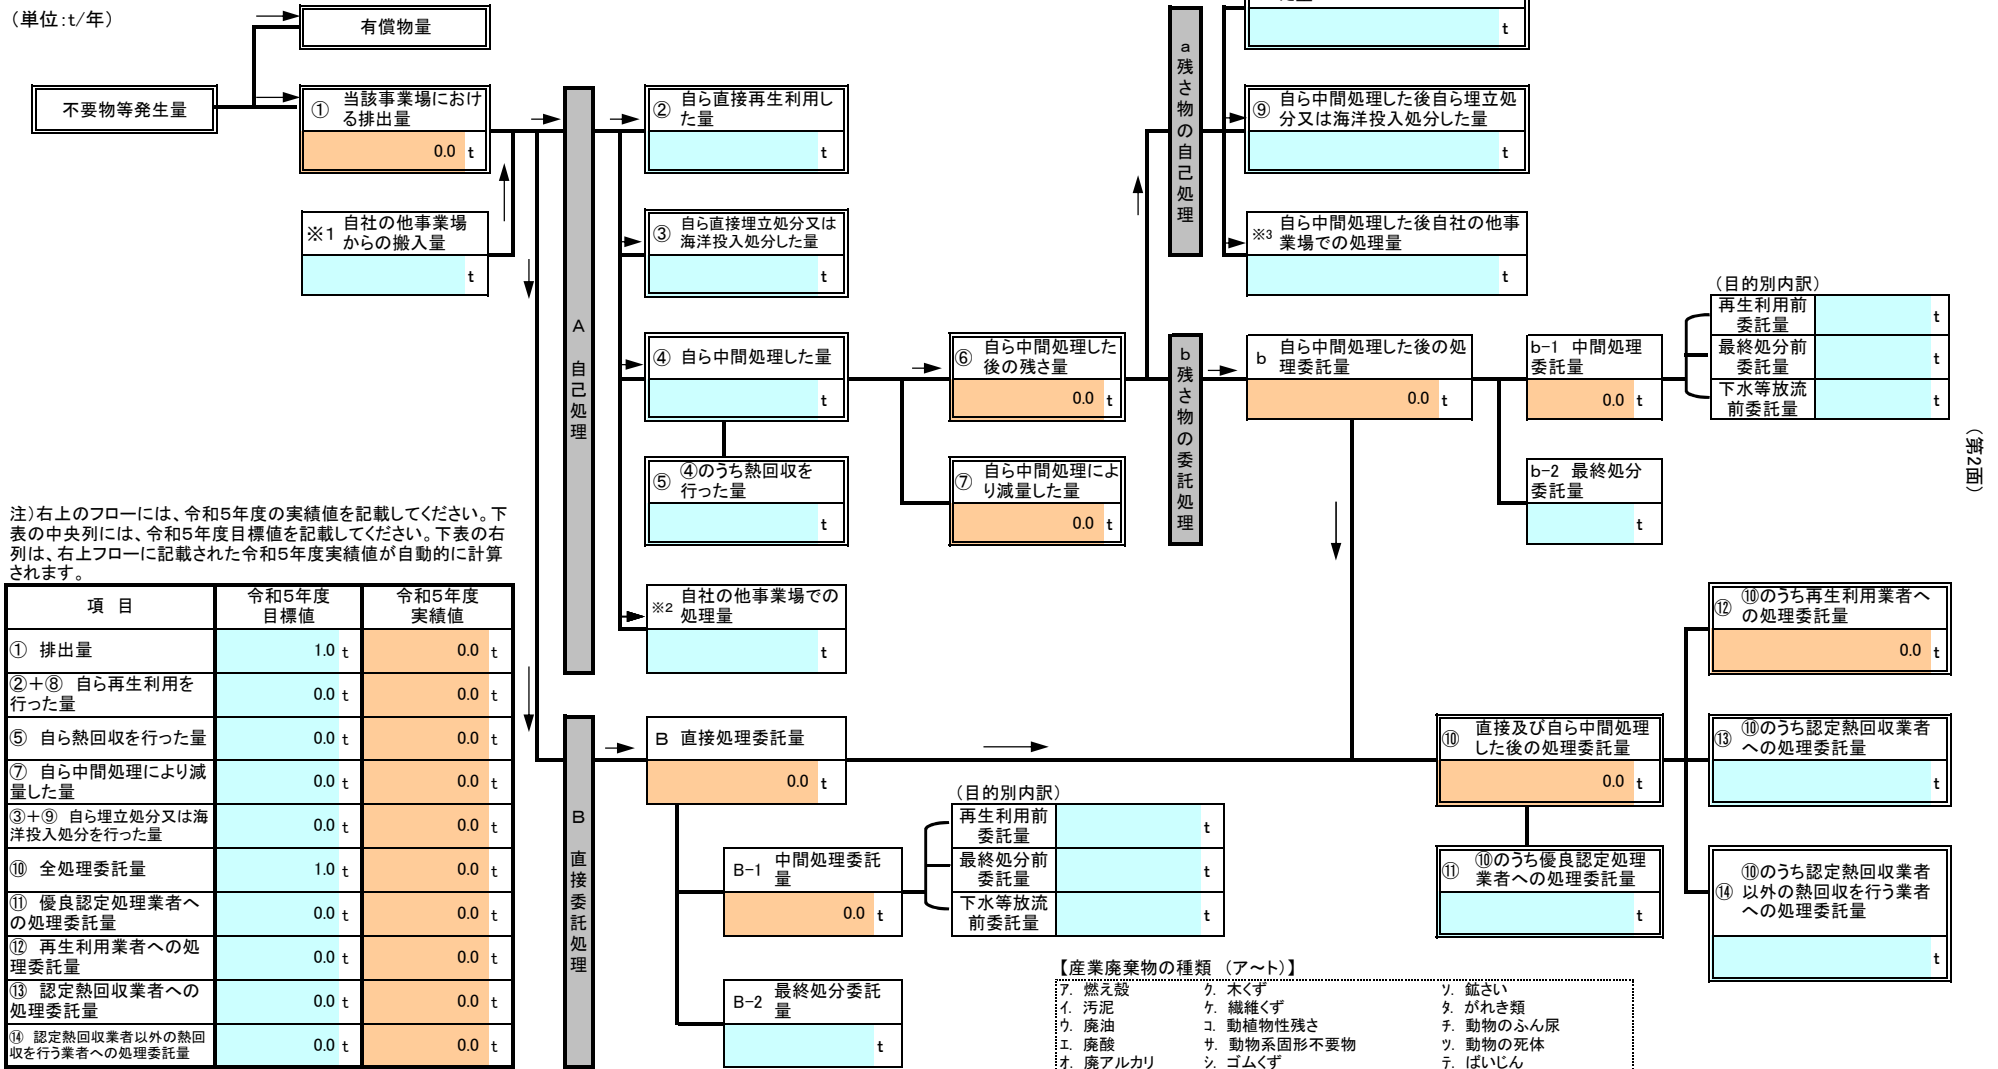 （単位:t/年）
有償物量
不要物等発生量
① 当該事業場におけ
る排出量
0.0 t
※1 自社の他事業場
からの搬入量
t
A 自己処理
② 自ら直接再生利用し
た量
t
③ 自ら直接埋立処分又は
海洋投入処分した量
t
④ 自ら中間処理した量
t
⑤ ④のうち熱回収を
行った量
t
※2 自社の他事業場での
処理量
t
⑥ 自ら中間処理した
後の残さ量
0.0 t
⑦ 自ら中間処理によ
り減量した量
0.0 t
a 残さ物の自己処理
t
⑨ 自ら中間処理した後自ら埋立処
分又は海洋投入処分した量
t
※3 自ら中間処理した後自社の他事
業場での処理量
t
b 残さ物の委託処理
b 自ら中間処理した後の処
理委託量
0.0 t
b-1 中間処理
委託量
0.0 t
b-2 最終処分
委託量
t
（目的別内訳）
再生利用前
委託量
t
最終処分前
委託量
t
下水等放流
前委託量
t
（第2面）
注）右上のフローには、令和5年度の実績値を記載してください。下
表の中央列には、令和5年度目標値を記載してください。下表の右
列は、右上フローに記載された令和5年度実績値が自動的に計算
されます。
項 目
令和5年度
目標値
令和5年度
実績値
① 排出量
1.0 t
0.0 t
②＋⑧ 自ら再生利用を
行った量
0.0 t
0.0 t
⑤ 自ら熱回収を行った量
0.0 t
0.0 t
⑦ 自ら中間処理により減
量した量
0.0 t
0.0 t
③＋⑨ 自ら埋立処分又は海
洋投入処分を行った量
0.0 t
0.0 t
⑩ 全処理委託量
1.0 t
0.0 t
⑪ 優良認定処理業者へ
の処理委託量
0.0 t
0.0 t
⑫ 再生利用業者への処
理委託量
0.0 t
0.0 t
⑬ 認定熱回収業者への
処理委託量
0.0 t
0.0 t
⑭ 認定熱回収業者以外の熱回
収を行う業者への処理委託量
0.0 t
0.0 t
B 直接委託処理
B 直接処理委託量
0.0 t
B-1 中間処理委託
量
0.0 t
B-2 最終処分委託
量
t
（目的別内訳）
再生利用前
委託量
t
最終処分前
委託量
t
下水等放流
前委託量
t
⑩ 直接及び自ら中間処理
した後の処理委託量
0.0 t
⑪ ⑩のうち優良認定処理
業者への処理委託量
t
⑫ ⑩のうち再生利用業者へ
の処理委託量
0.0 t
⑬ ⑩のうち認定熱回収業者
への処理委託量
t
⑭ ⑩のうち認定熱回収業者
以外の熱回収を行う業者
への処理委託量
t
【産業廃棄物の種類 （ア～ト）】
ア. 燃え殻
イ. 汚泥
ウ. 廃油
エ. 廃酸
オ. 廃アルカリ
ク. 木くず
ケ. 繊維くず
コ. 動植物性残さ
サ. 動物系固形不要物
シ. ゴムくず
ソ. 鉱さい
タ. がれき類
チ. 動物のふん尿
ツ. 動物の死体
テ. ばいじん